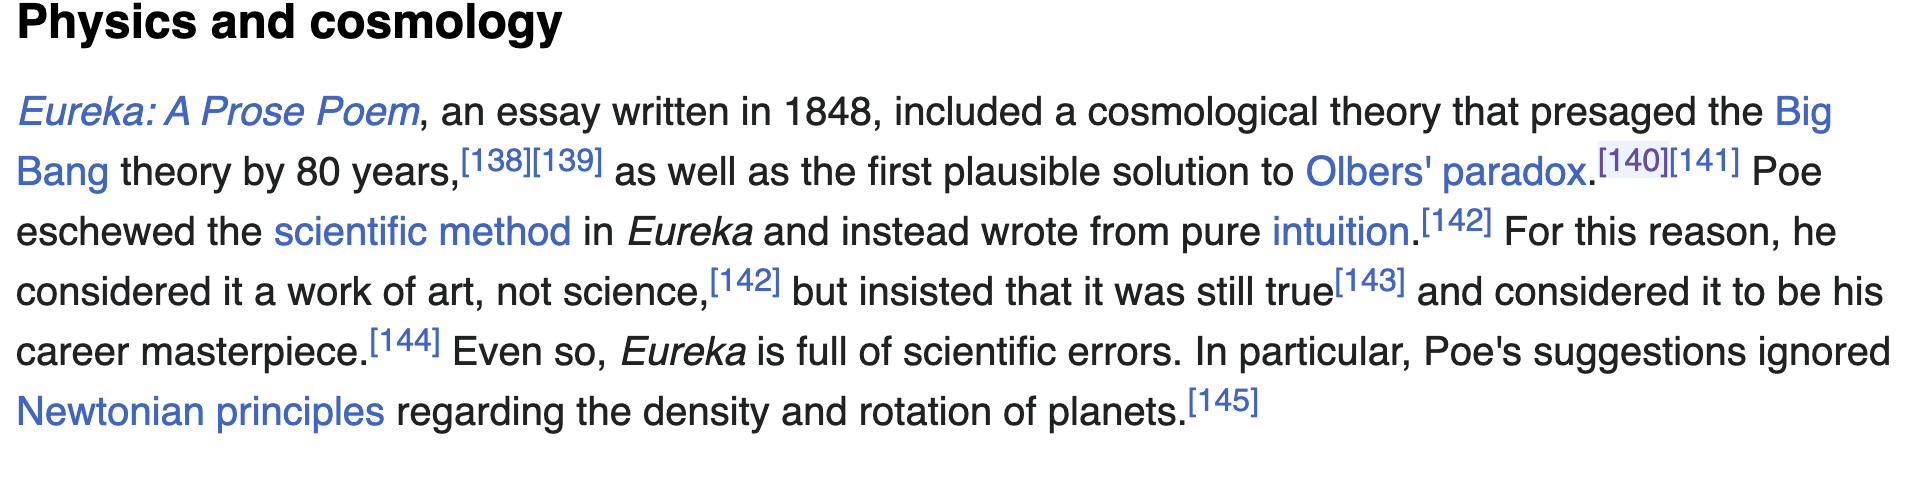 Physics and cosmology
Eureka: A Prose Poem, an essay written in 1848, included a cosmological theory that presaged the Big
Bang theory by 80 years,[138][139] as well as the first plausible solution to Olbers' paradox.[140][141] Poe
eschewed the scientific method in Eureka and instead wrote from pure intuition.[142] For this reason, he
considered it a work of art, not science,[142] but insisted that it was still true[143] and considered it to be his
career masterpiece.[144] Even so, Eureka is full of scientific errors. In particular, Poe's suggestions ignored
Newtonian principles regarding the density and rotation of planets.[145]